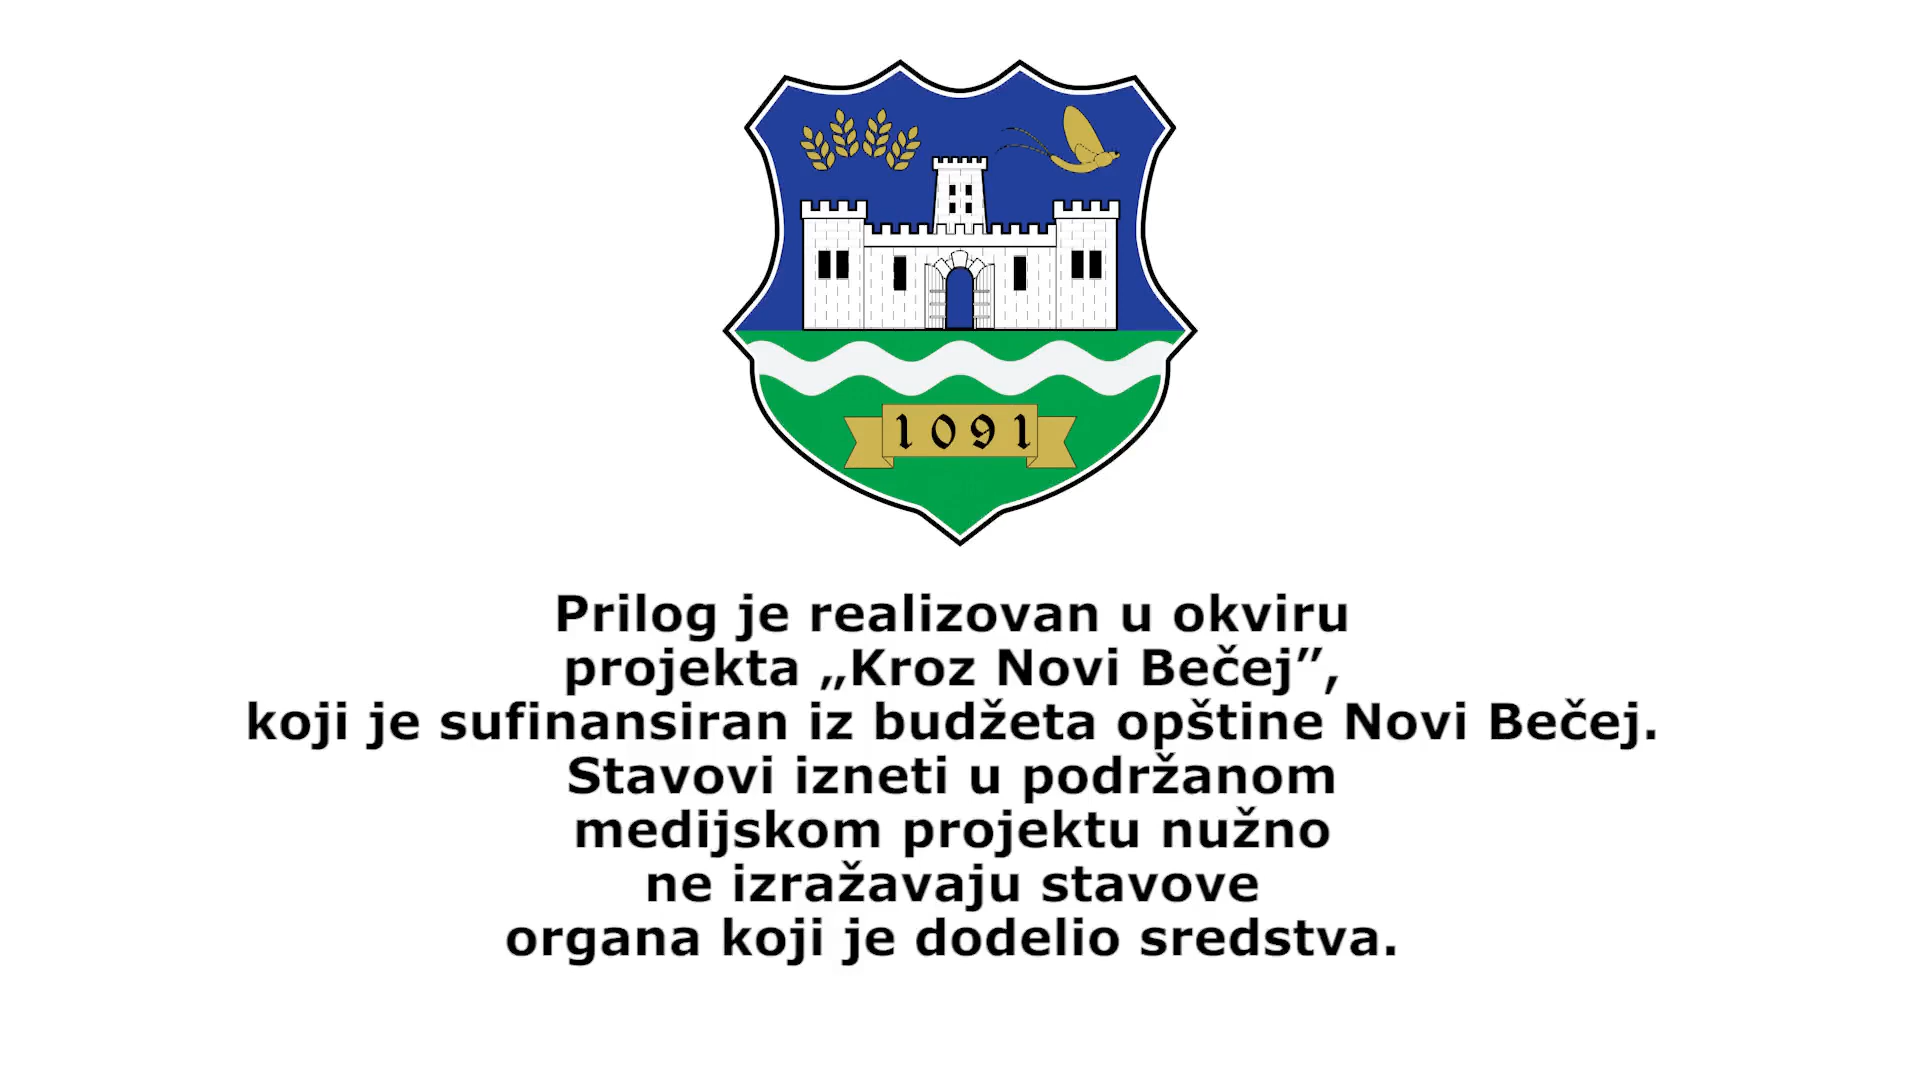 1091
Prilog je realizovan u okviru
projekta „Kroz Novi Bečej”,
koji je sufinansiran iz budžeta opštine Novi Bečej.
Stavovi izneti u podržanom
medijskom projektu nužno
ne izražavaju stavove
organa koji je dodelio sredstva.